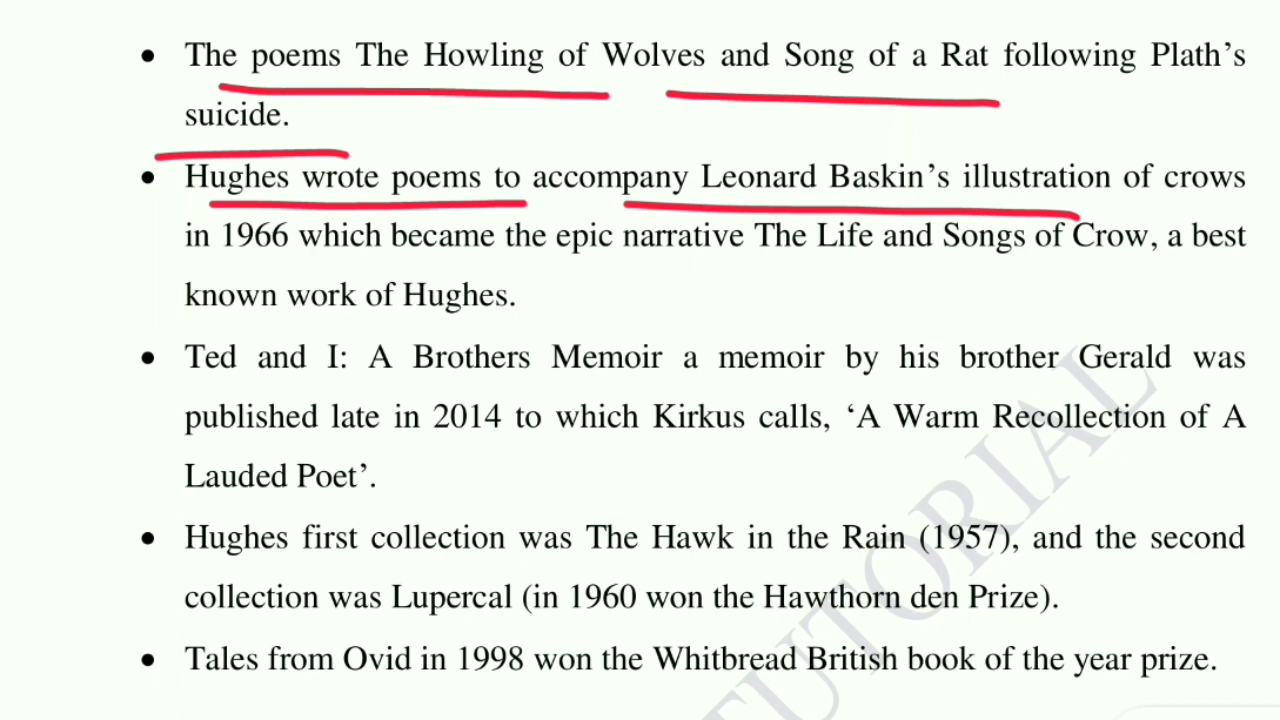 • The poems The Howling of Wolves and Song of a Rat following Plath’s
suicide.
• Hughes wrote poems to accompany Leonard Baskin’s illustration of crows
in 1966 which became the epic narrative The Life and Songs of Crow, a best
known work of Hughes.
• Ted and I: A Brothers Memoir a memoir by his brother Gerald was
published late in 2014 to which Kirkus calls, ‘A Warm Recollection of A
Lauded Poet’.
• Hughes first collection was The Hawk in the Rain (1957), and the second
collection was Lupercal (in 1960 won the Hawthorn den Prize).
• Tales from Ovid in 1998 won the Whitbread British book of the year prize.
TUTORIAL